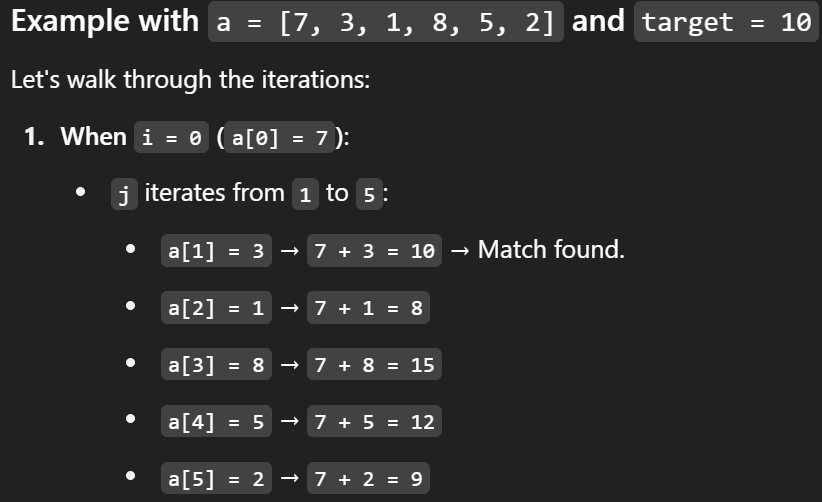 Example with a = [7, 3, 1, 8, 5, 2] and target = 10
Let's walk through the iterations:
1. When i = 0 ( a[0] = 7 ):
• j iterates from 1 to 5 :
• a[1] = 3 → 7 + 3 = 10 → Match found.
• a[2] = 1 → 7 + 1 = 8
• a[3] = 8 → 7 + 8 = 15
• a[4] = 5 → 7 + 5 = 12
• a[5] = 2 → 7 + 2 = 9